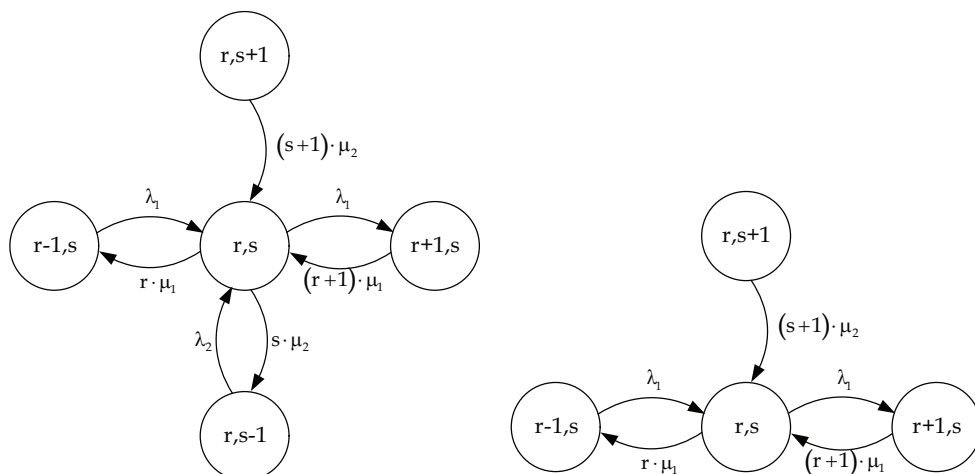 r,s+1
(s+1)·μ₂
λ₁
λ₁
r-1,s
r,s
r+1,s
r·μ₁
(r+1)·μ₁
λ₂
s·μ₂
r,s-1
r,s+1
(s+1)·μ₂
λ₁
λ₁
r-1,s
r,s
r+1,s
r·μ₁
(r+1)·μ₁